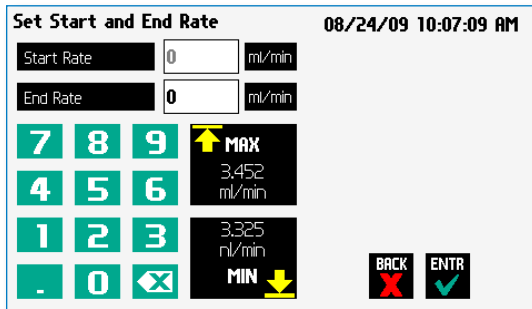 Set Start and End Rate 08/24/09 10:07:09 AM
Start Rate 0 ml/min
End Rate 0 ml/min
7 8 9 MAX
3.452
4 5 6 ml/min
1 2 3 3.325
nl/min
. 0 MIN
BACK ENTR